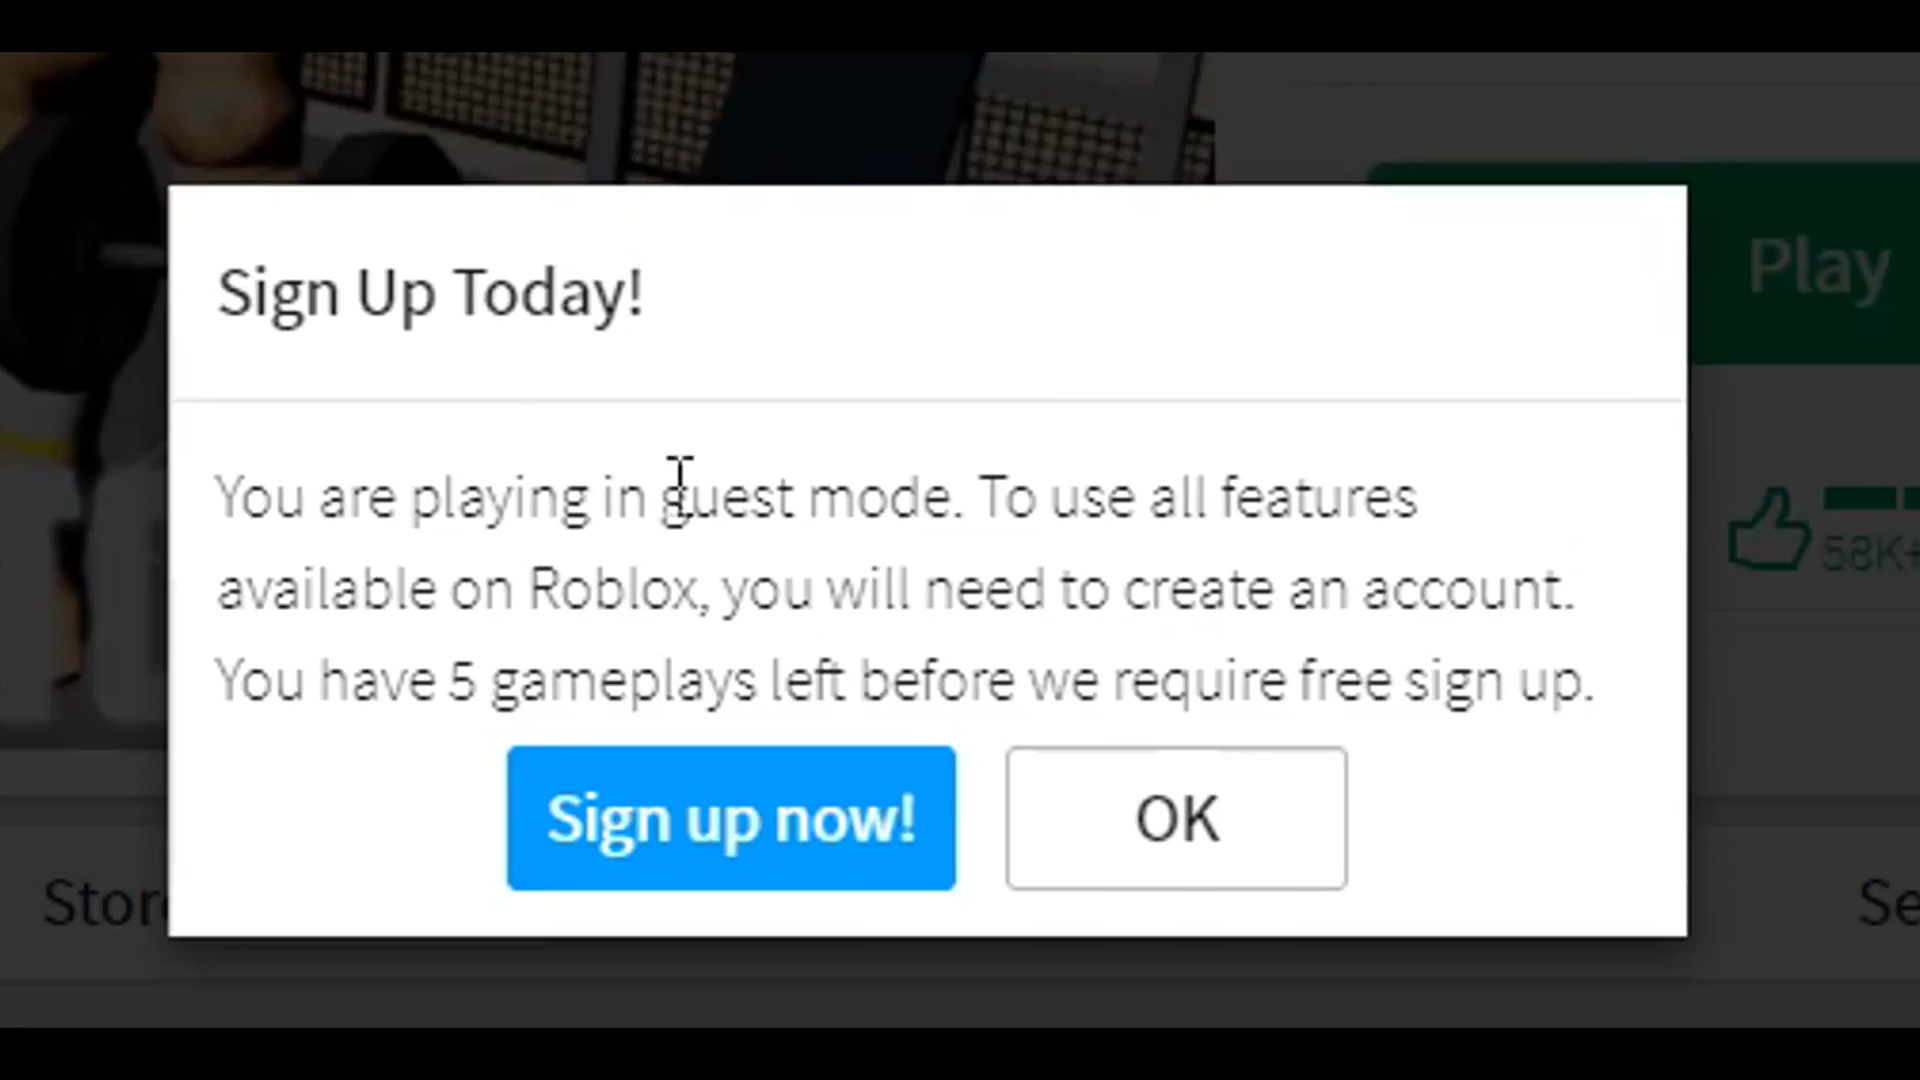 Sign Up Today!
Play
You are playing in guest mode. To use all features
available on Roblox, you will need to create an account.
You have 5 gameplays left before we require free sign up.
58K+
Sign up now!
OK